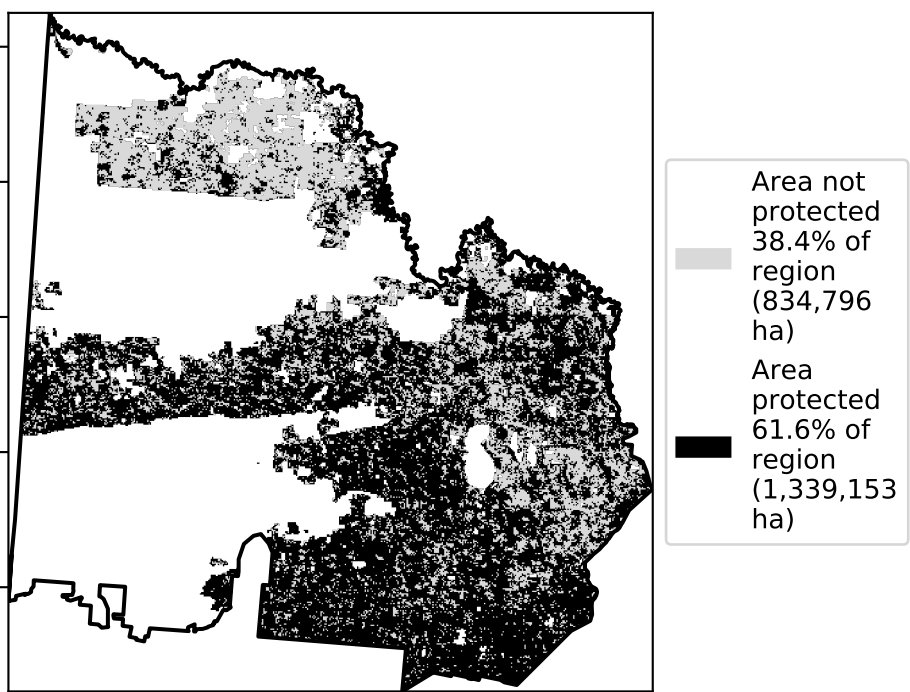 Area not
protected
38.4% of
region
(834,796
ha)
Area
protected
61.6% of
region
(1,339,153
ha)